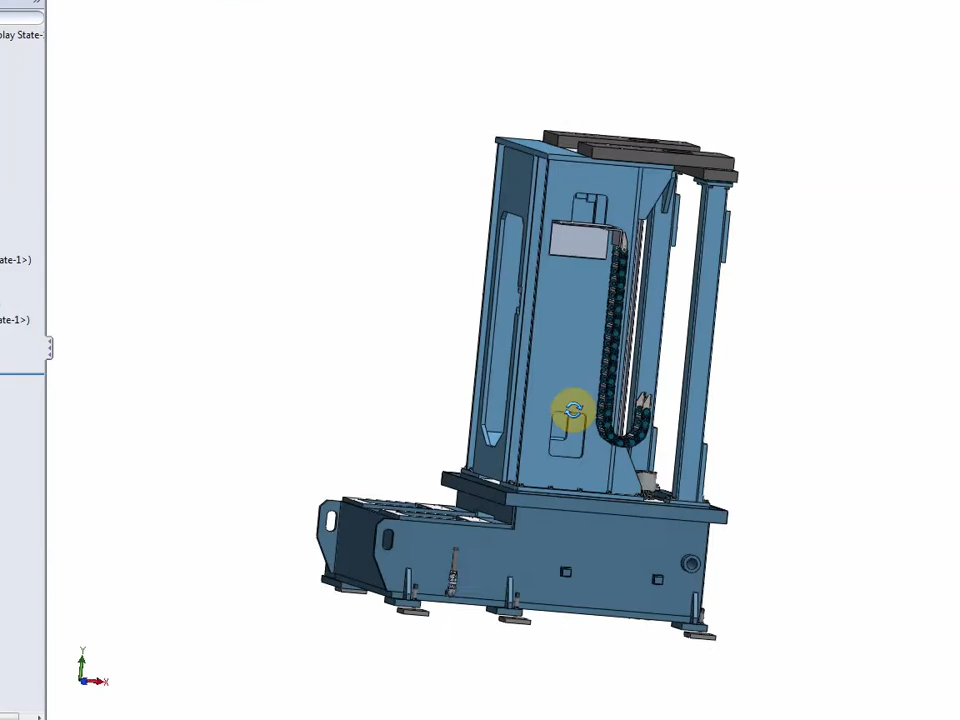 »
play State-
ate-1>)
ate-1>)
Y
X